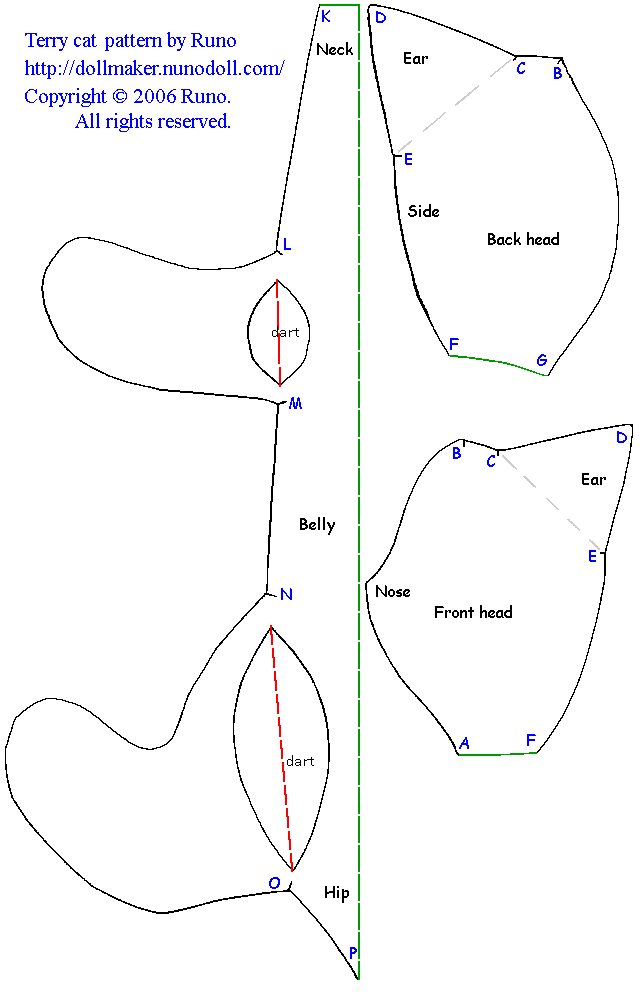 Terry cat pattern by Runo
http://dollmaker.nunodoll.com/
Copyright © 2006 Runo.
All rights reserved.
K
Neck
L
dart
M
Belly
N
dart
O
Hip
P
D
Ear
C
B
E
Side
Back head
F
G
B
C
D
Ear
E
Nose
Front head
A
F